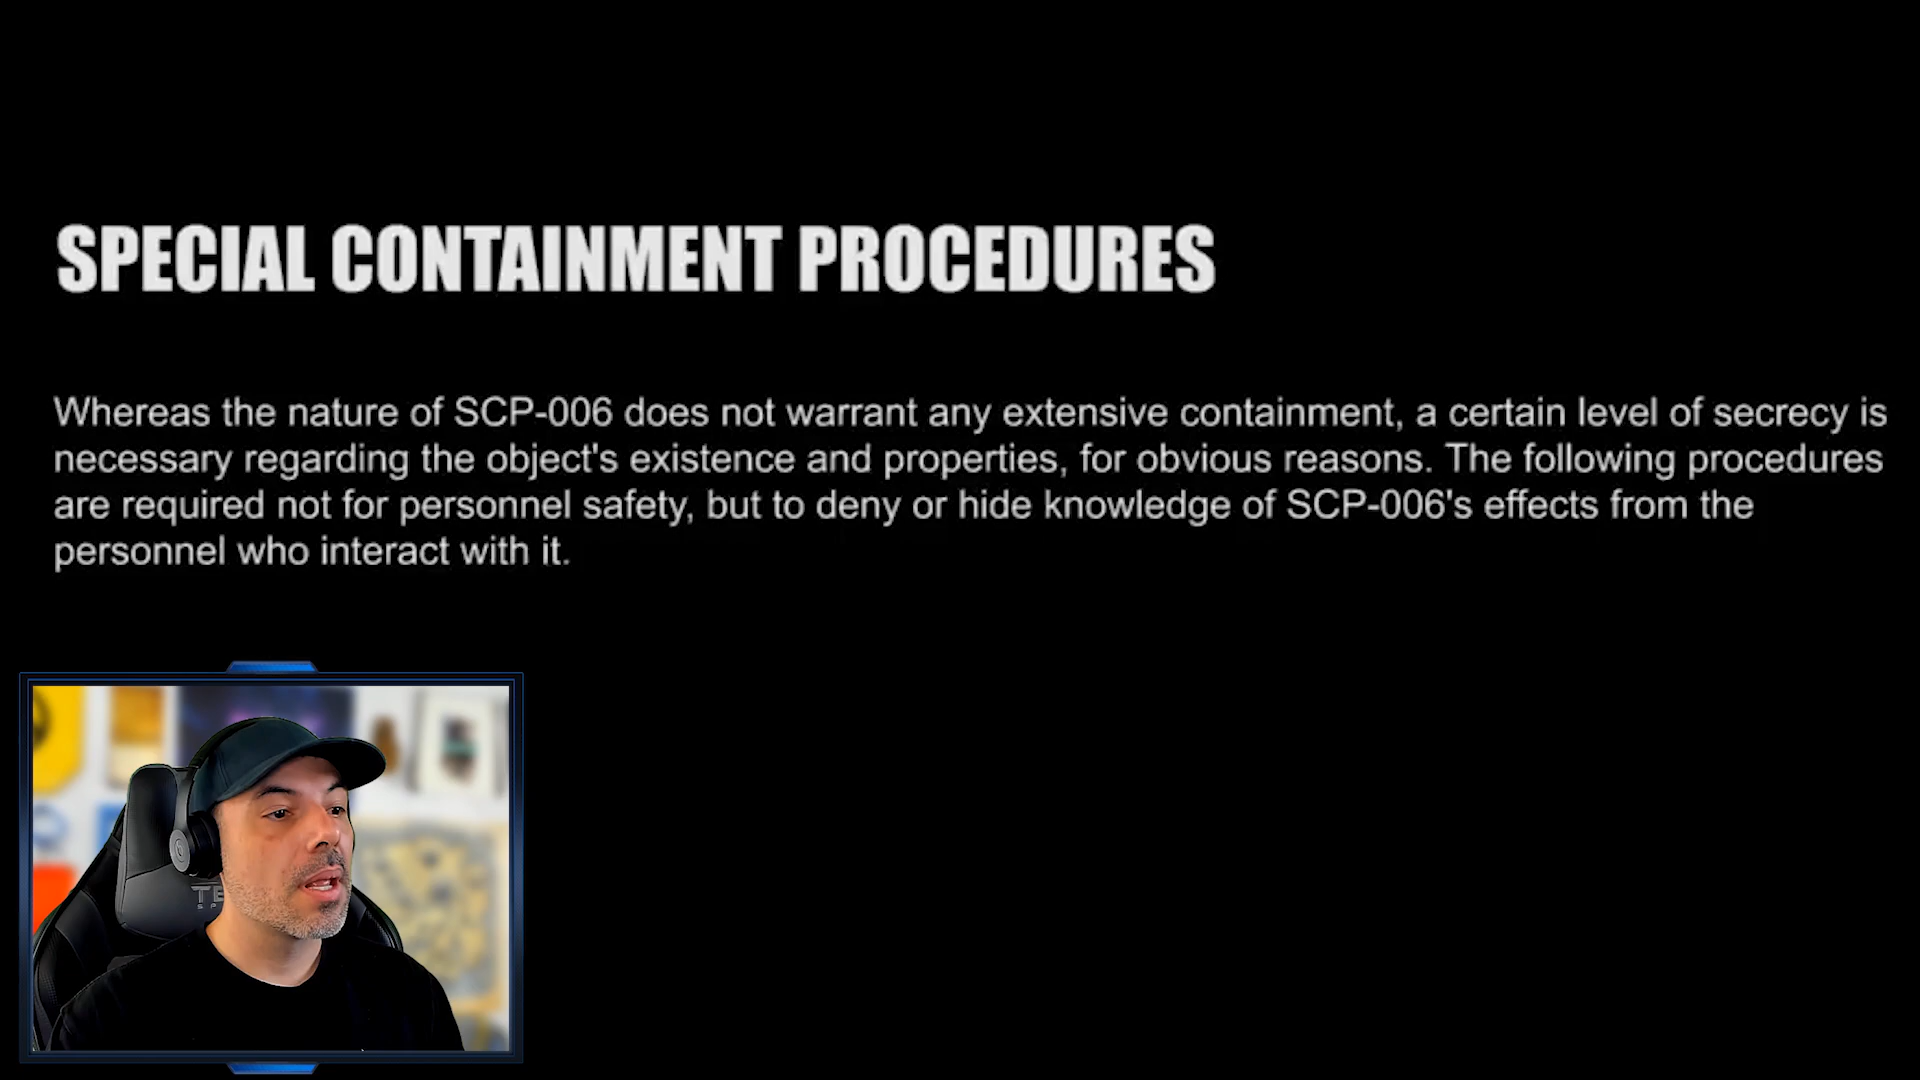 SPECIAL CONTAINMENT PROCEDURES
Whereas the nature of SCP-006 does not warrant any extensive containment, a certain level of secrecy is
necessary regarding the object's existence and properties, for obvious reasons. The following procedures
are required not for personnel safety, but to deny or hide knowledge of SCP-006's effects from the
personnel who interact with it.